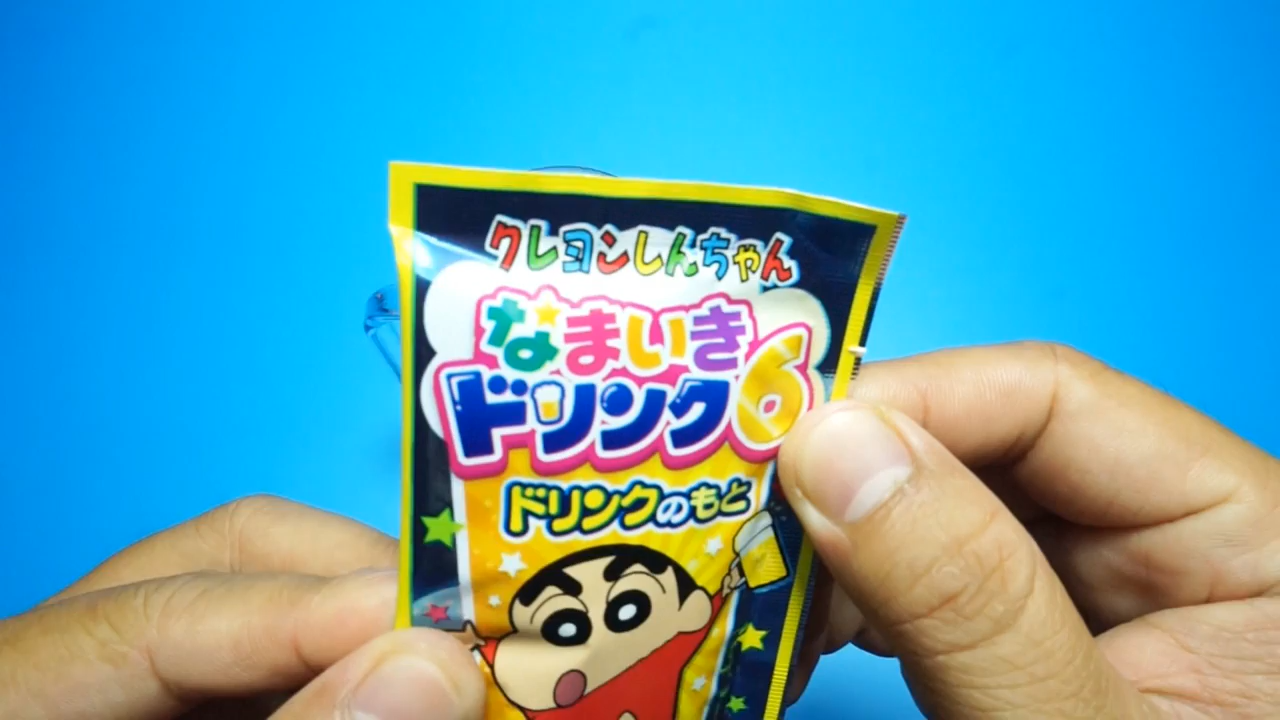 クレヨンしんちゃん
なまいき
ドリンク6
ドリンクのもと